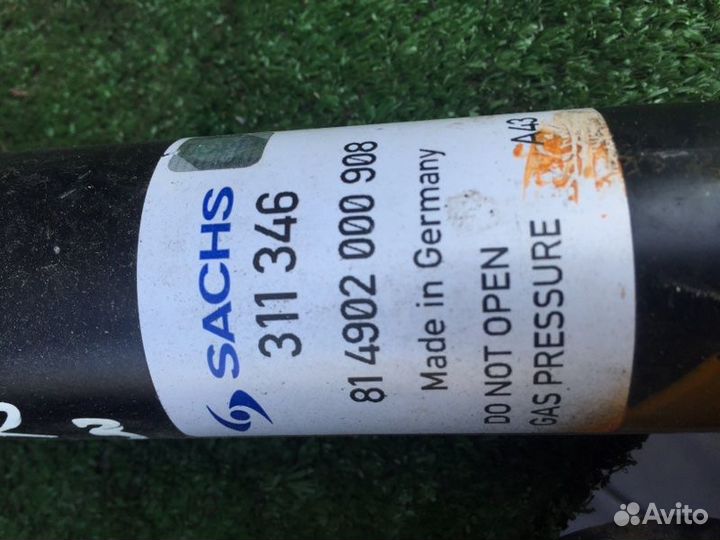 SACHS
311 346
81 4902 000 908
Made in Germany
DO NOT OPEN
GAS PRESSURE
A43
Avito